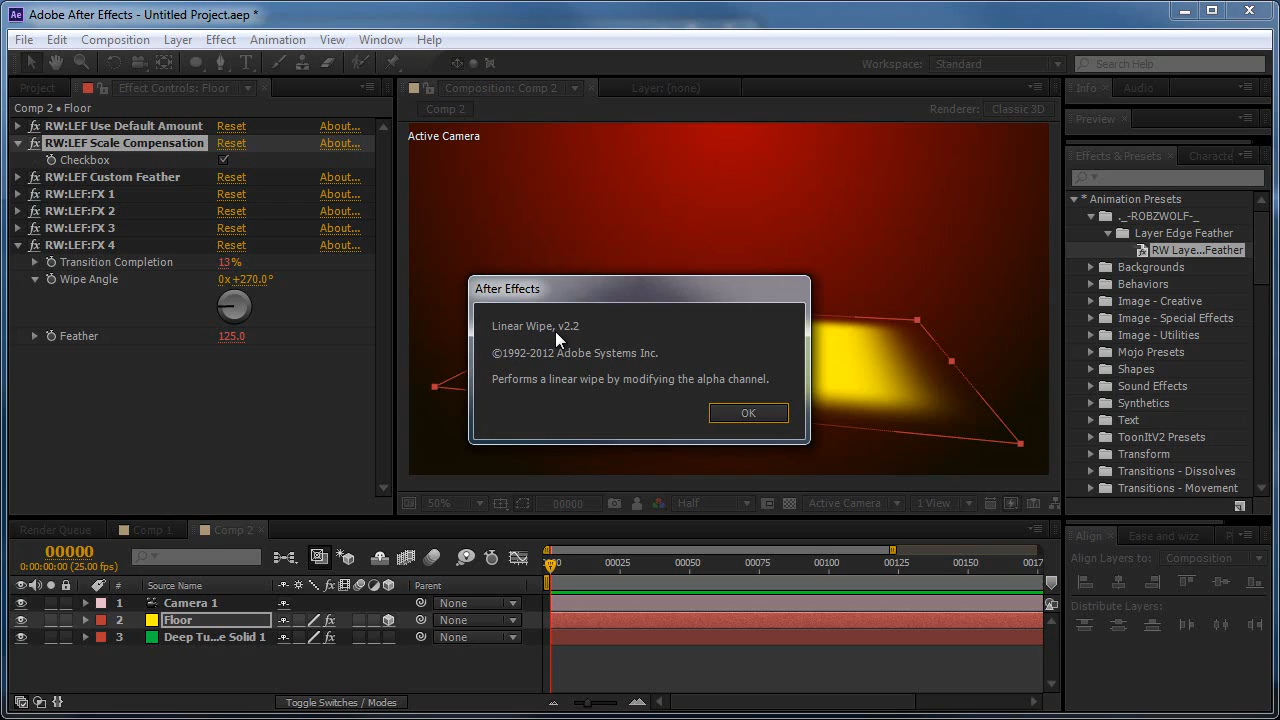 Adobe After Effects - Untitled Project.aep *
File Edit Composition Layer Effect Animation View Window Help
Workspace: Standard Search Help
Project Effect Controls: Floor Composition: Comp 2 Layer: (none) Info Audio
Comp 2 • Floor Comp 2 Renderer: Classic 3D
Preview
Active Camera
RW:LEF Use Default Amount Reset About...
RW:LEF Scale Compensation Reset About...
Checkbox
RW:LEF Custom Feather Reset About...
RW:LEF:FX 1 Reset About...
RW:LEF:FX 2 Reset About...
RW:LEF:FX 3 Reset About...
RW:LEF:FX 4 Reset About...
Transition Completion 13%
Wipe Angle 0x+270.0°
Feather 125.0
After Effects
Linear Wipe, v2.2
©1992-2012 Adobe Systems Inc.
Performs a linear wipe by modifying the alpha channel.
OK
Effects & Presets
* Animation Presets
._-ROBZWOLF-_
Layer Edge Feather
RW Laye...Feather
Backgrounds
Behaviors
Image - Creative
Image - Special Effects
Image - Utilities
Mojo Presets
Shapes
Sound Effects
Synthetics
Text
ToonItV2 Presets
Transform
Transitions - Dissolves
Transitions - Movement
50% 00000 Half Active Camera 1 View
Render Queue Comp 1 Comp 2
00000
0:00:00:00 (25.00 fps)
00025 00050 00075 00100 00125 00150
# Source Name Parent
1 Camera 1 None
2 Floor None
3 Deep Tu...e Solid 1 None
Toggle Switches / Modes
Align Ease and wizz
Align Layers to: Composition
Distribute Layers: